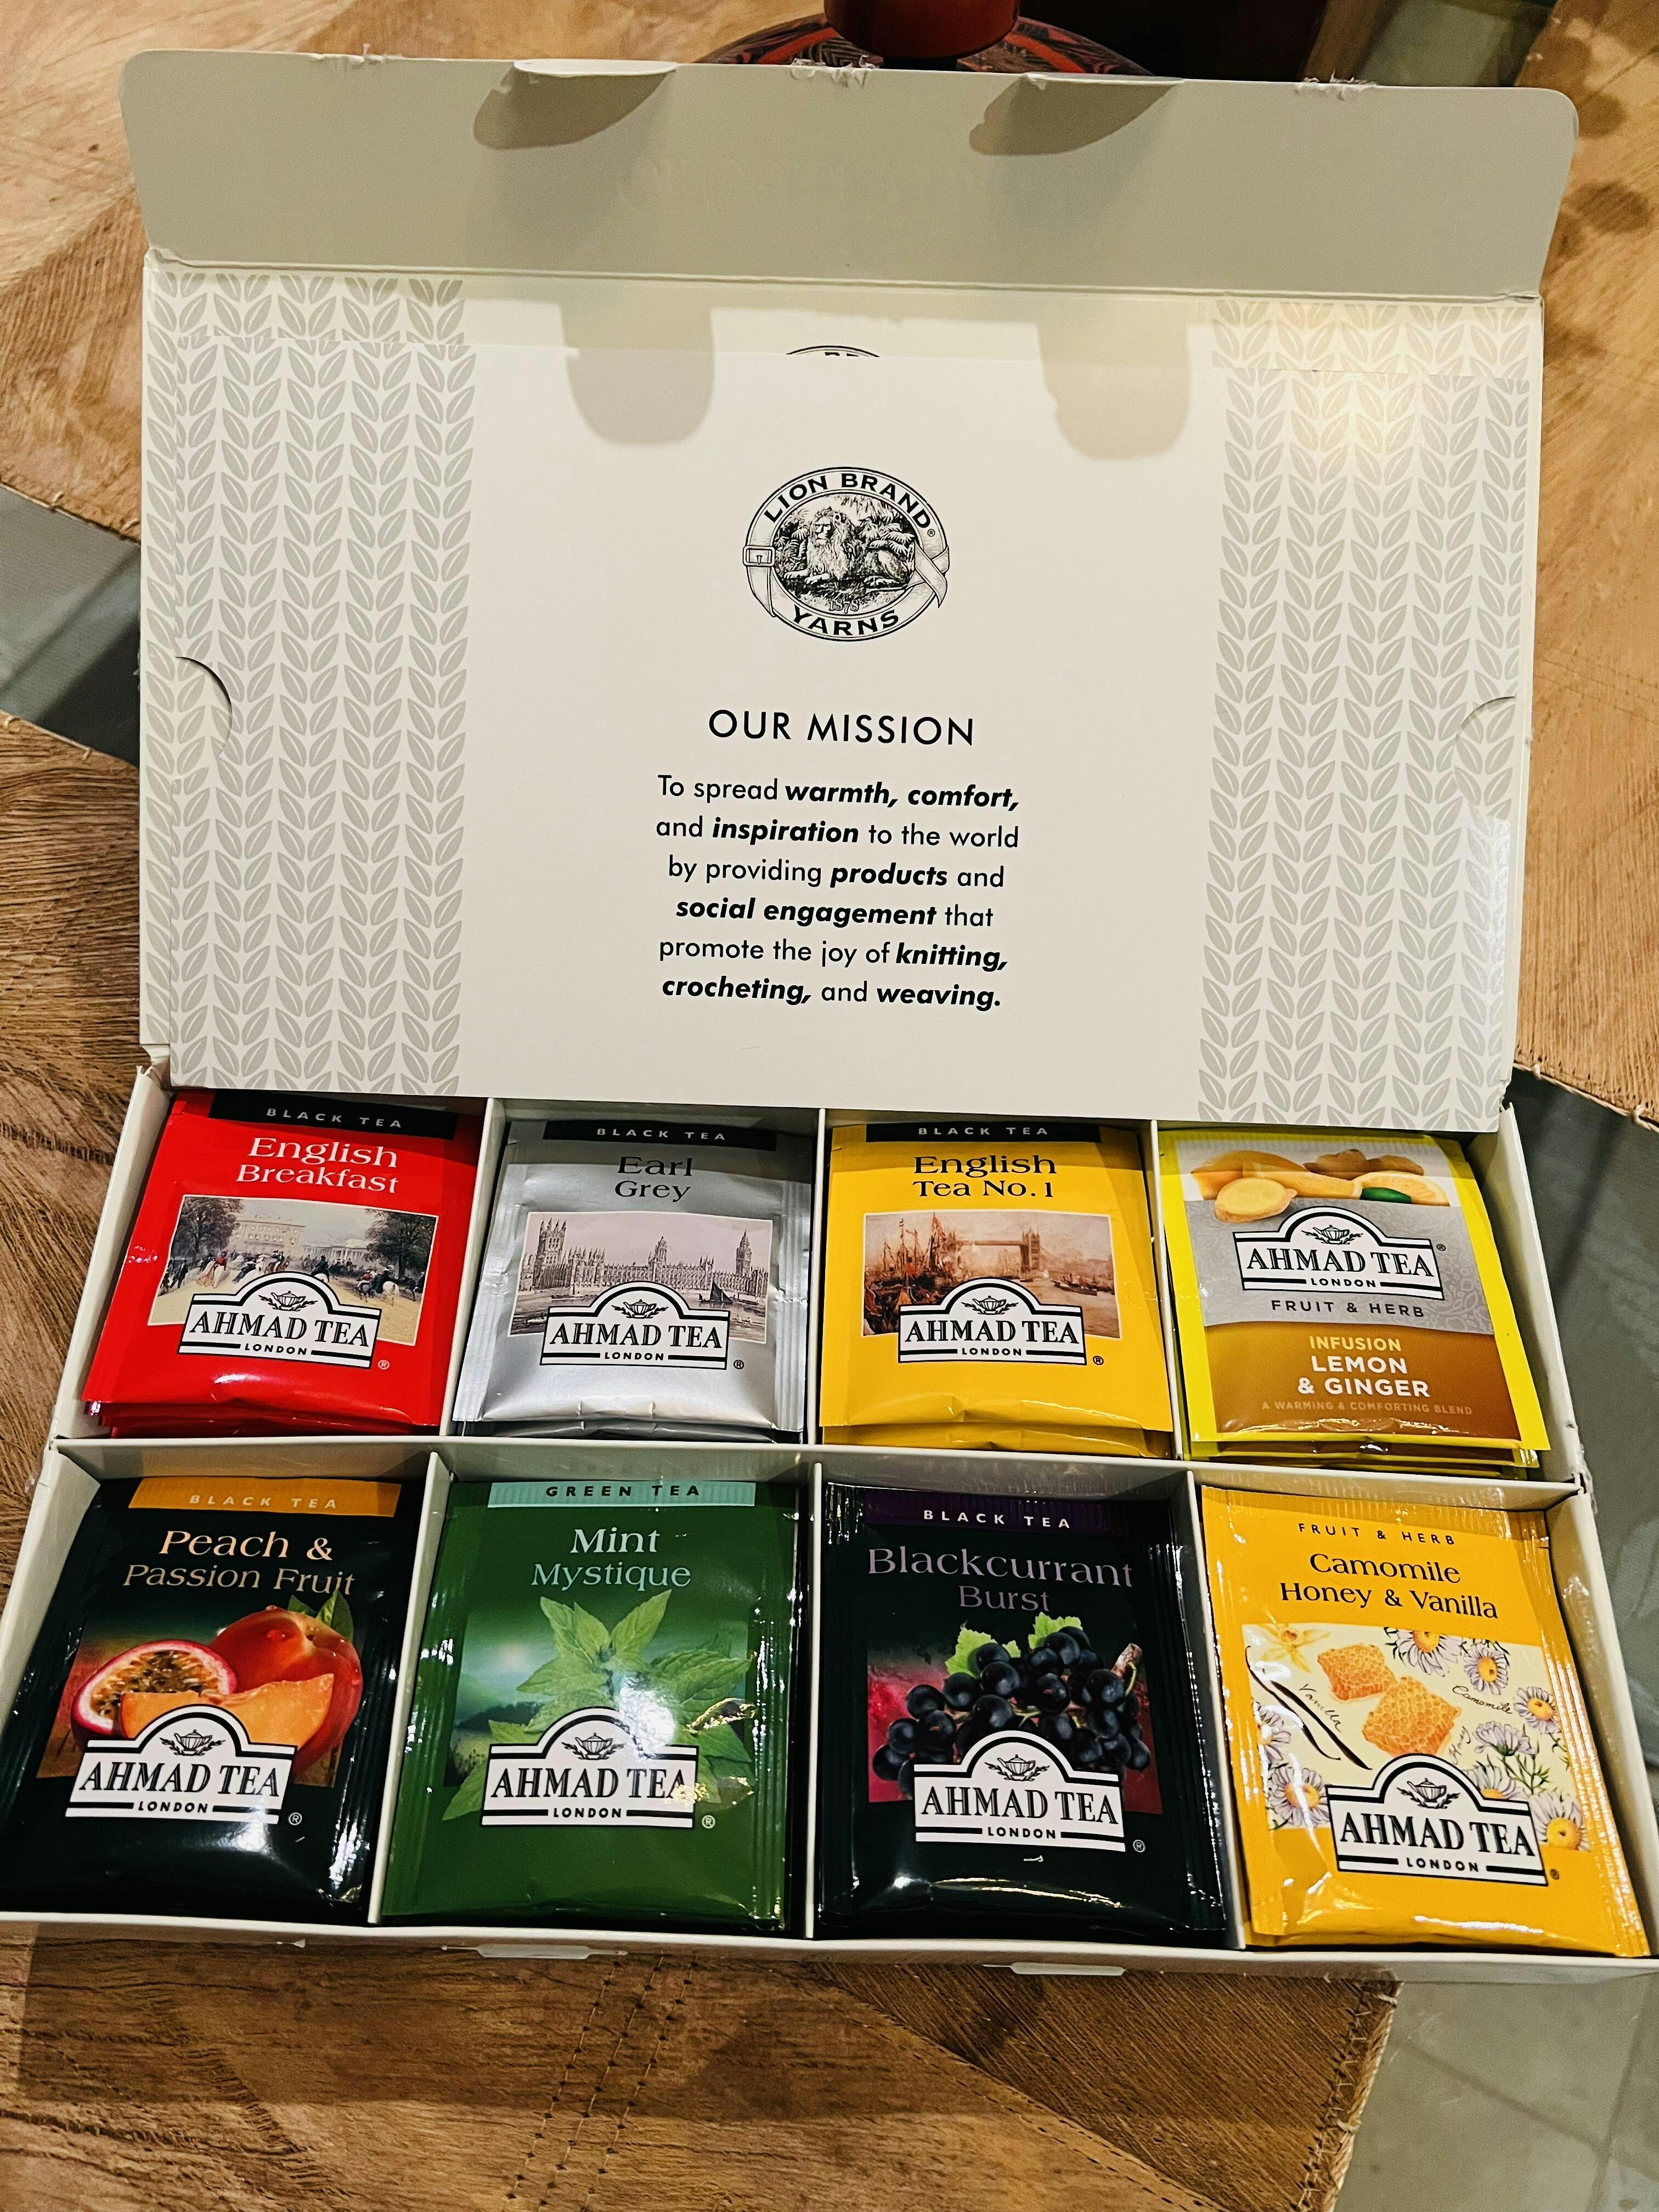 LION BRAND®
1878
YARNS
OUR MISSION
To spread warmth, comfort,
and inspiration to the world
by providing products and
social engagement that
promote the joy of knitting,
crocheting, and weaving.
BLACK TEA
English
Breakfast
AHMAD TEA
LONDON
®
BLACK TEA
Earl
Grey
AHMAD TEA
LONDON
®
BLACK TEA
English
Tea No.1
AHMAD TEA
LONDON
®
AHMAD TEA®
LONDON
FRUIT & HERB
INFUSION
LEMON
& GINGER
A WARMING & COMFORTING BLEND
BLACK TEA
Peach &
Passion Fruit
AHMAD TEA
LONDON
®
GREEN TEA
Mint
Mystique
AHMAD TEA
LONDON
®
BLACK TEA
Blackcurrant
Burst
AHMAD TEA
LONDON
®
FRUIT & HERB
Camomile
Honey & Vanilla
Vanilla
Camomile
Honey
AHMAD TEA
LONDON
®